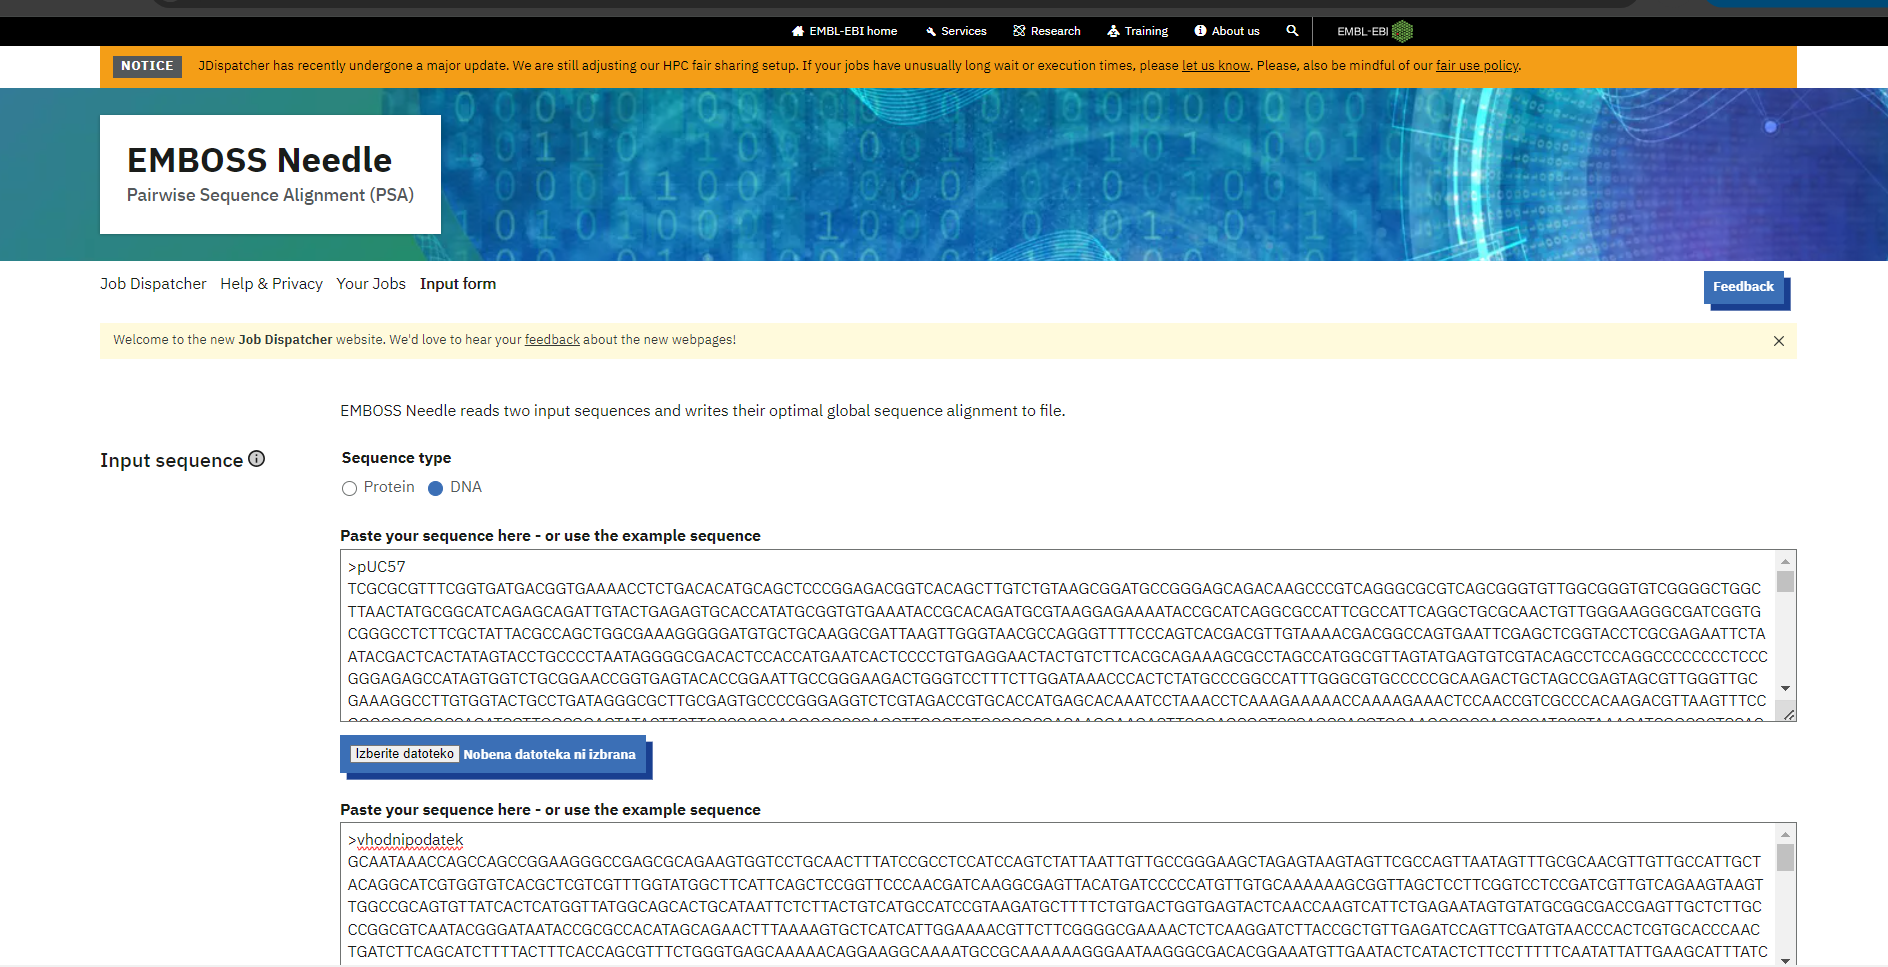 EMBL-EBI home Services Research Training About us EMBL-EBI
NOTICE JDispatcher has recently undergone a major update. We are still adjusting our HPC fair sharing setup. If your jobs have unusually long wait or execution times, please let us know. Please, also be mindful of our fair use policy.
EMBOSS Needle
Pairwise Sequence Alignment (PSA)
Job Dispatcher Help & Privacy Your Jobs Input form
Feedback
Welcome to the new Job Dispatcher website. We'd love to hear your feedback about the new webpages!
EMBOSS Needle reads two input sequences and writes their optimal global sequence alignment to file.
Input sequence
Sequence type
Protein DNA
Paste your sequence here - or use the example sequence
>pUC57
TCGCGCGTTTCGGTGATGACGGTGAAAACCTCTGACACATGCAGCTCCCGGAGACGGTCACAGCTTGTCTGTAAGCGGATGCCGGGAGCAGACAAGCCCGTCAGGGCGCGTCAGCGGGTGTTGGCGGGTGTCGGGGCTGGC
TTAACTATGCGGCATCAGAGCAGATTGTACTGAGAGTGCACCATATGCGGTGTGAAATACCGCACAGATGCGTAAGGAGAAAATACCGCATCAGGCGCCATTCGCCATTCAGGCTGCGCAACTGTTGGGAAGGGCGATCGGTG
CGGGCCTCTTCGCTATTACGCCAGCTGGCGAAAGGGGGATGTGCTGCAAGGCGATTAAGTTGGGTAACGCCAGGGTTTTCCCAGTCACGACGTTGTAAAACGACGGCCAGTGAATTCGAGCTCGGTACCTCGCGAGAATTCTA
ATACGACTCACTATAGTACCTGCCCCTAATAGGGGCGACACTCCACCATGAATCACTCCCCTGTGAGGAACTACTGTCTTCACGCAGAAAGCGCCTAGCCATGGCGTTAGTATGAGTGTCGTACAGCCTCCAGGCCCCCCCCTCCC
GGGAGAGCCATAGTGGTCTGCGGAACCGGTGAGTACACCGGAATTGCCGGGAAGACTGGGTCCTTTCTTGGATAAACCCACTCTATGCCCGGCCATTTGGGCGTGCCCCCGCAAGACTGCTAGCCGAGTAGCGTTGGGTTGC
GAAAGGCCTTGTGGTACTGCCTGATAGGGCGCTTGCGAGTGCCCCGGGAGGTCTCGTAGACCGTGCACCATGAGCACAAATCCTAAACCTCAAAGAAAAACCAAAAGAAACTCCAACCGTCGCCCACAAGACGTTAAGTTTCC
Izberite datoteko Nobena datoteka ni izbrana
Paste your sequence here - or use the example sequence
>vhodnipodatek
GCAATAAACCAGCCAGCCGGAAGGGCCGAGCGCAGAAGTGGTCCTGCAACTTTATCCGCCTCCATCCAGTCTATTAATTGTTGCCGGGAAGCTAGAGTAAGTAGTTCGCCAGTTAATAGTTTGCGCAACGTTGTTGCCATTGCT
ACAGGCATCGTGGTGTCACGCTCGTCGTTTGGTATGGCTTCATTCAGCTCCGGTTCCCAACGATCAAGGCGAGTTACATGATCCCCCATGTTGTGCAAAAAAGCGGTTAGCTCCTTCGGTCCTCCGATCGTTGTCAGAAGTAAGT
TGGCCGCAGTGTTATCACTCATGGTTATGGCAGCACTGCATAATTCTCTTACTGTCATGCCATCCGTAAGATGCTTTTCTGTGACTGGTGAGTACTCAACCAAGTCATTCTGAGAATAGTGTATGCGGCGACCGAGTTGCTCTTGC
CCGGCGTCAATACGGGATAATACCGCGCCACATAGCAGAACTTTAAAAGTGCTCATCATTGGAAAACGTTCTTCGGGGCGAAAACTCTCAAGGATCTTACCGCTGTTGAGATCCAGTTCGATGTAACCCACTCGTGCACCCAAC
TGATCTTCAGCATCTTTTACTTTCACCAGCGTTTCTGGGTGAGCAAAAACAGGAAGGCAAAATGCCGCAAAAAAGGGAATAAGGGCGACACGGAAATGTTGAATACTCATACTCTTCCTTTTTCAATATTATTGAAGCATTTATC